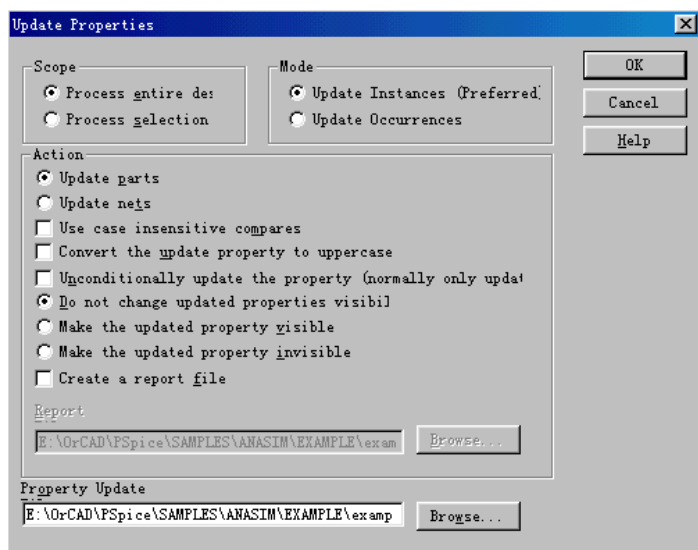 Update Properties
Scope
Process entire des
Process selection
Mode
Update Instances (Preferred)
Update Occurrences
OK
Cancel
Help
Action
Update parts
Update nets
Use case insensitive compares
Convert the update property to uppercase
Unconditionally update the property (normally only updat
Do not change updated properties visibil
Make the updated property visible
Make the updated property invisible
Create a report file
Report
E:\OrCAD\PSpice\SAMPLES\ANASIM\EXAMPLE\exam
Browse...
Property Update
E:\OrCAD\PSpice\SAMPLES\ANASIM\EXAMPLE\examp
Browse...